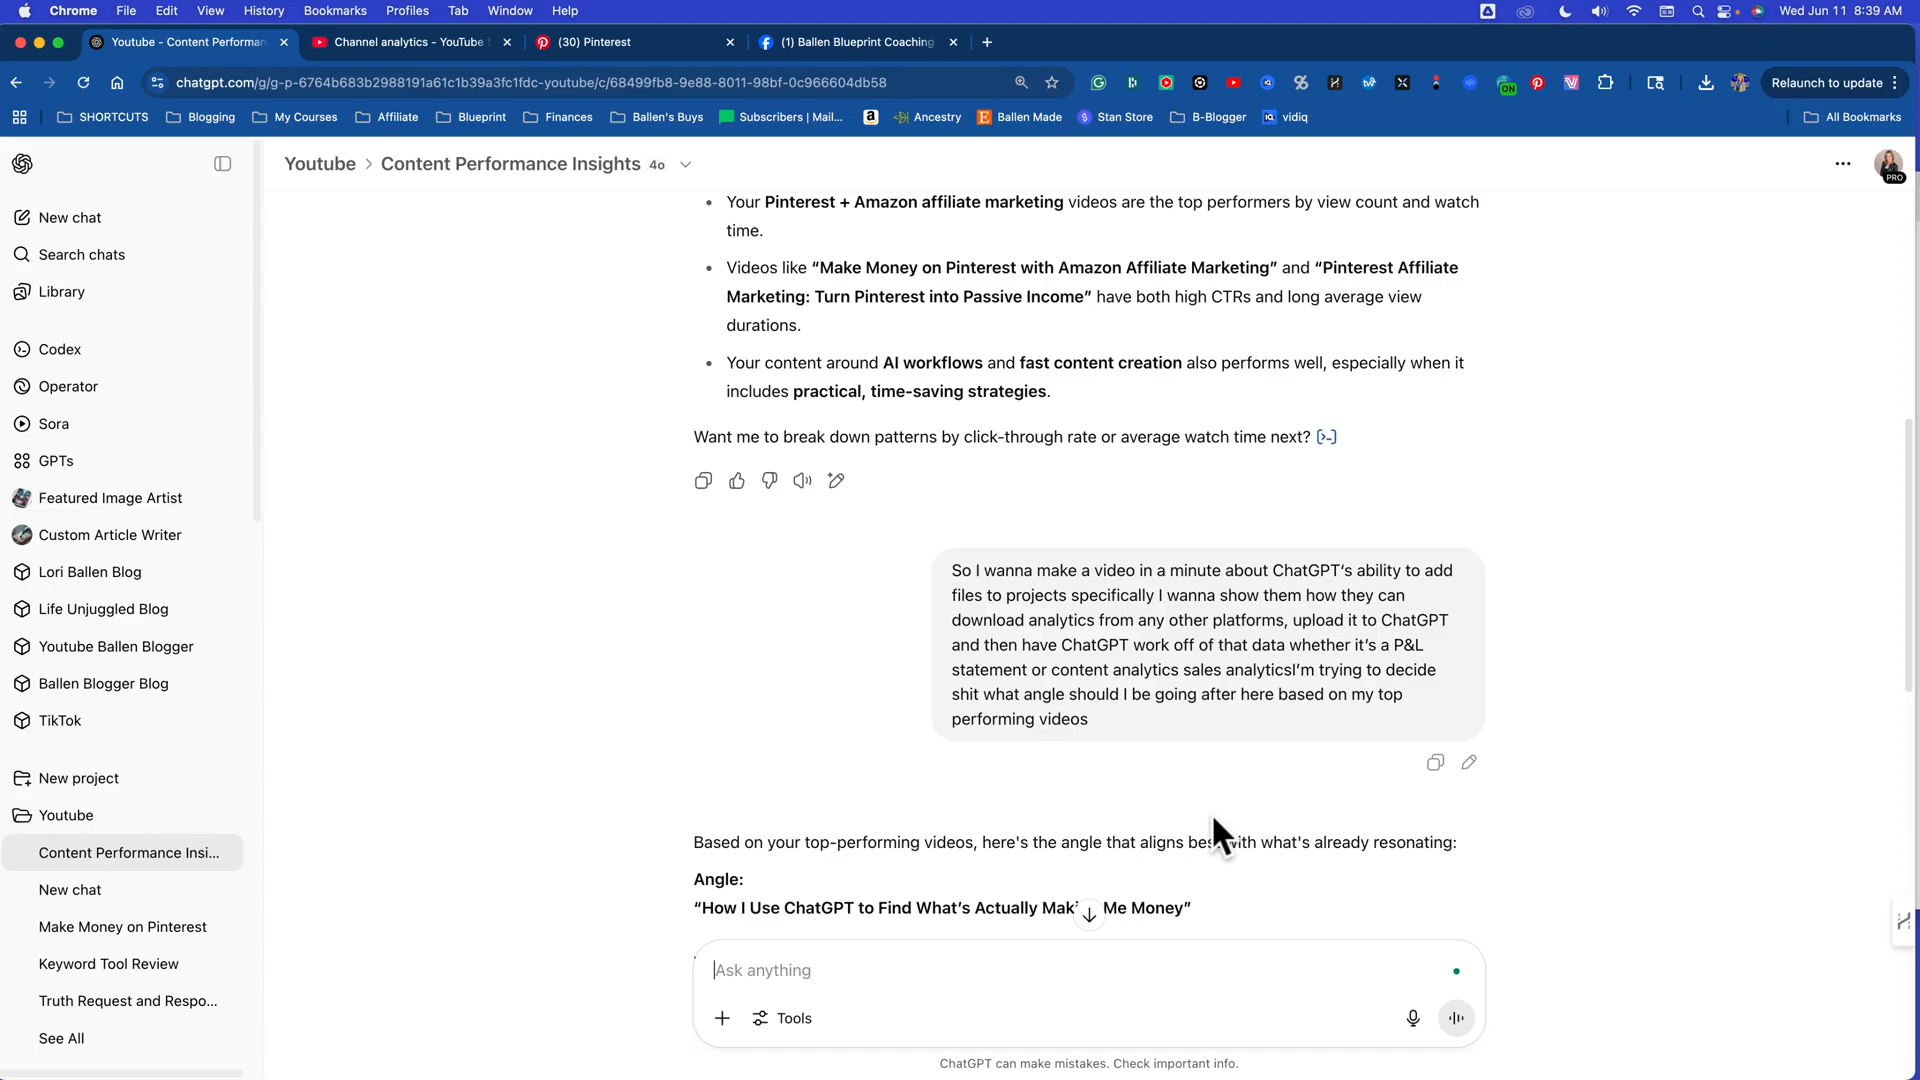 Chrome File Edit View History Bookmarks Profiles Tab Window Help Wed Jun 11 8:39 AM
Youtube - Content Performan
Channel analytics - YouTube
(30) Pinterest
(1) Ballen Blueprint Coaching
chatgpt.com/g/g-p-6764b683b2988191a61c1b39a3fc1fdc-youtube/c/68499fb8-9e88-8011-98bf-0c966604db58
ON
Relaunch to update
SHORTCUTS Blogging My Courses Affiliate Blueprint Finances Ballen's Buys Subscribers | Mail... Ancestry Ballen Made Stan Store B-Blogger vidiq All Bookmarks
Youtube > Content Performance Insights 4o
PRO
New chat
Search chats
Library
Codex
Operator
Sora
GPTs
Featured Image Artist
Custom Article Writer
Lori Ballen Blog
Life Unjuggled Blog
Youtube Ballen Blogger
Ballen Blogger Blog
TikTok
New project
Youtube
Content Performance Insi...
New chat
Make Money on Pinterest
Keyword Tool Review
Truth Request and Respo...
See All
• Your Pinterest + Amazon affiliate marketing videos are the top performers by view count and watch
time.
• Videos like “Make Money on Pinterest with Amazon Affiliate Marketing” and “Pinterest Affiliate
Marketing: Turn Pinterest into Passive Income” have both high CTRs and long average view
durations.
• Your content around AI workflows and fast content creation also performs well, especially when it
includes practical, time-saving strategies.
Want me to break down patterns by click-through rate or average watch time next?
So I wanna make a video in a minute about ChatGPT‘s ability to add
files to projects specifically I wanna show them how they can
download analytics from any other platforms, upload it to ChatGPT
and then have ChatGPT work off of that data whether it’s a P&L
statement or content analytics sales analyticsI’m trying to decide
shit what angle should I be going after here based on my top
performing videos
Based on your top-performing videos, here's the angle that aligns with what's already resonating:
Angle:
“How I Use ChatGPT to Find What’s Actually Me Money”
Ask anything
Tools
ChatGPT can make mistakes. Check important info.